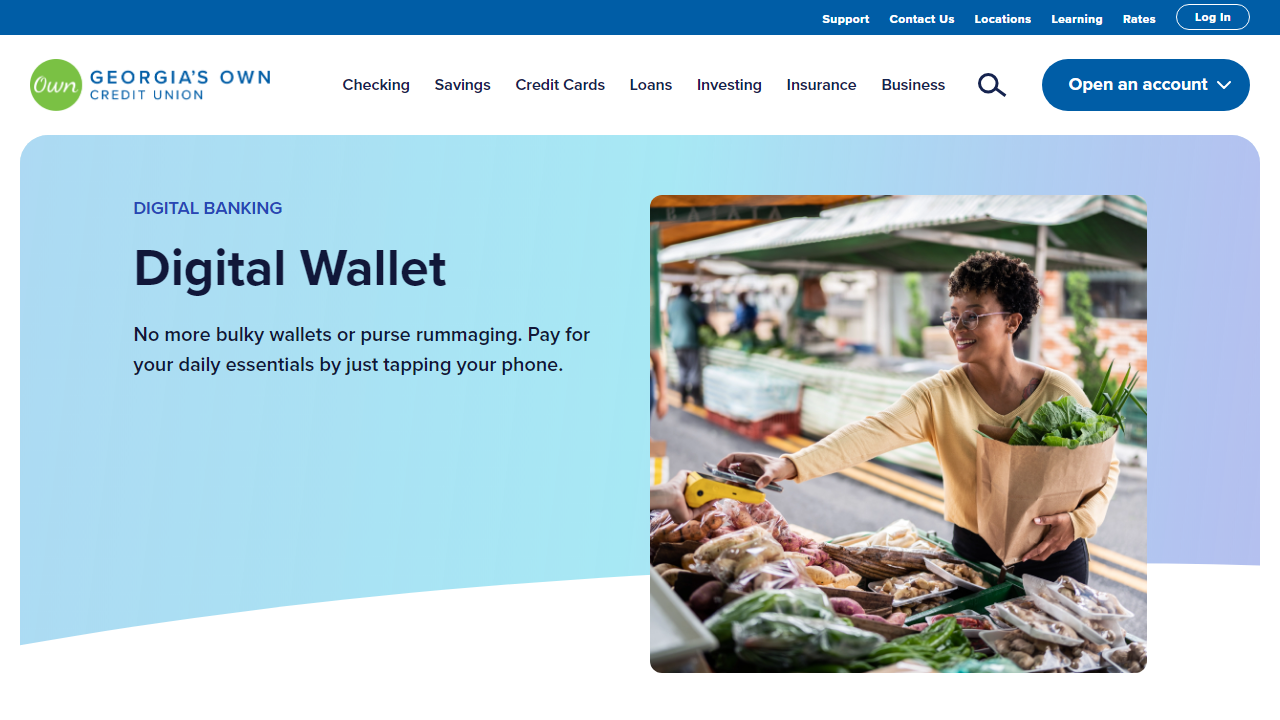 Support Contact Us Locations Learning Rates Log In
Own GEORGIA'S OWN
CREDIT UNION
Checking Savings Credit Cards Loans Investing Insurance Business Open an account
DIGITAL BANKING
Digital Wallet
No more bulky wallets or purse rummaging. Pay for
your daily essentials by just tapping your phone.